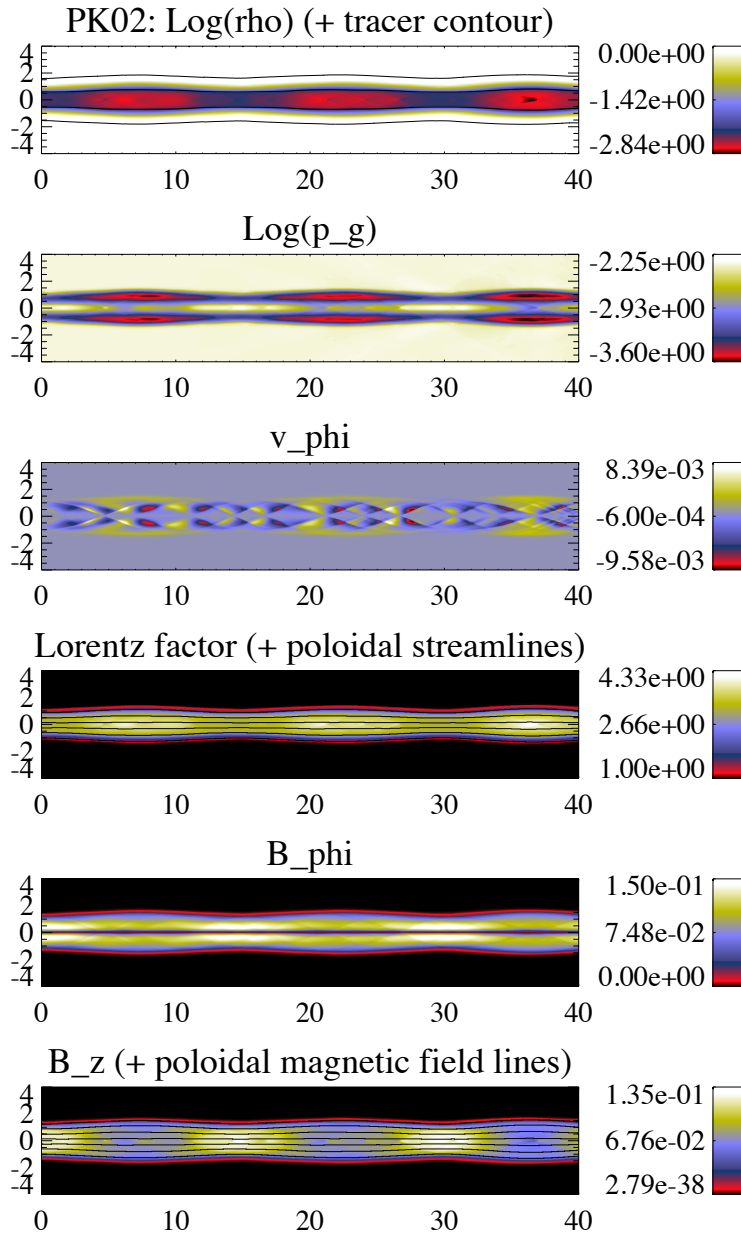 PK02: Log(rho) (+ tracer contour)
4
2
0
-2
-4
0 10 20 30 40
0.00e+00
-1.42e+00
-2.84e+00
Log(p_g)
4
2
0
-2
-4
0 10 20 30 40
-2.25e+00
-2.93e+00
-3.60e+00
v_phi
4
2
0
-2
-4
0 10 20 30 40
8.39e-03
-6.00e-04
-9.58e-03
Lorentz factor (+ poloidal streamlines)
4
2
0
-2
-4
0 10 20 30 40
4.33e+00
2.66e+00
1.00e+00
B_phi
4
2
0
-2
-4
0 10 20 30 40
1.50e-01
7.48e-02
0.00e+00
B_z (+ poloidal magnetic field lines)
4
2
0
-2
-4
0 10 20 30 40
1.35e-01
6.76e-02
2.79e-38